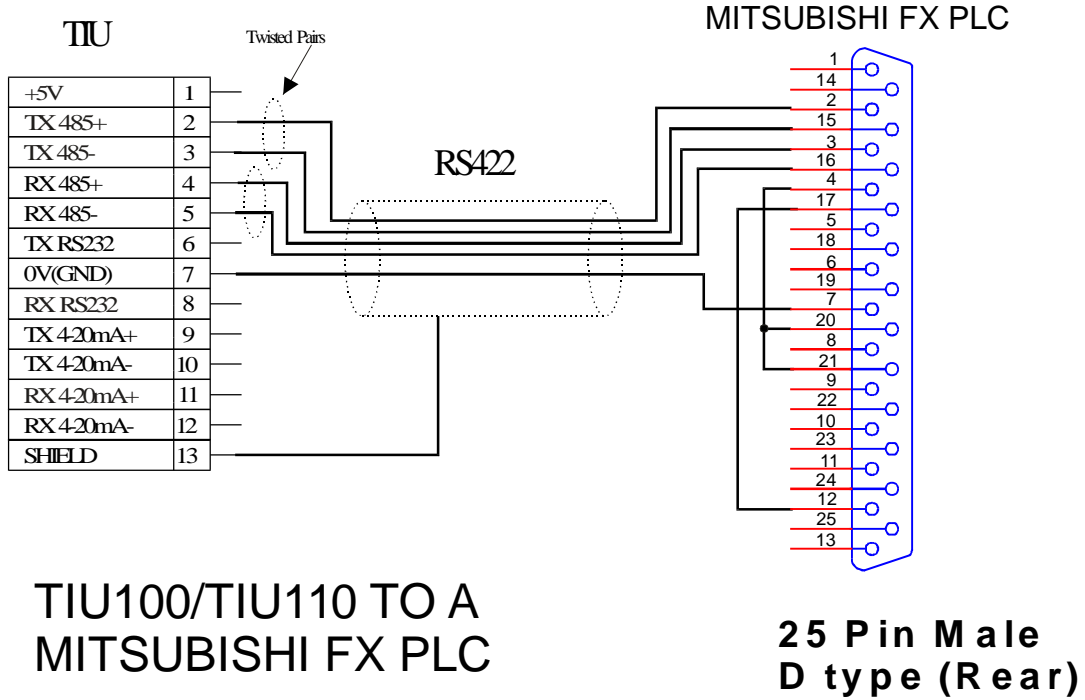 MITSUBISHI FX PLC
TIU
Twisted Pairs
+5V 1
TX 485+ 2
TX 485- 3
RX 485+ 4
RX 485- 5
TX RS232 6
0V(GND) 7
RX RS232 8
TX 4-20mA+ 9
TX 4-20mA- 10
RX 4-20mA+ 11
RX 4-20mA- 12
SHIELD 13
RS422
1
14
2
15
3
16
4
17
5
18
6
19
7
20
8
21
9
22
10
23
11
24
12
25
13
TIU100/TIU110 TO A
MITSUBISHI FX PLC
25 Pin Male
D type (Rear)